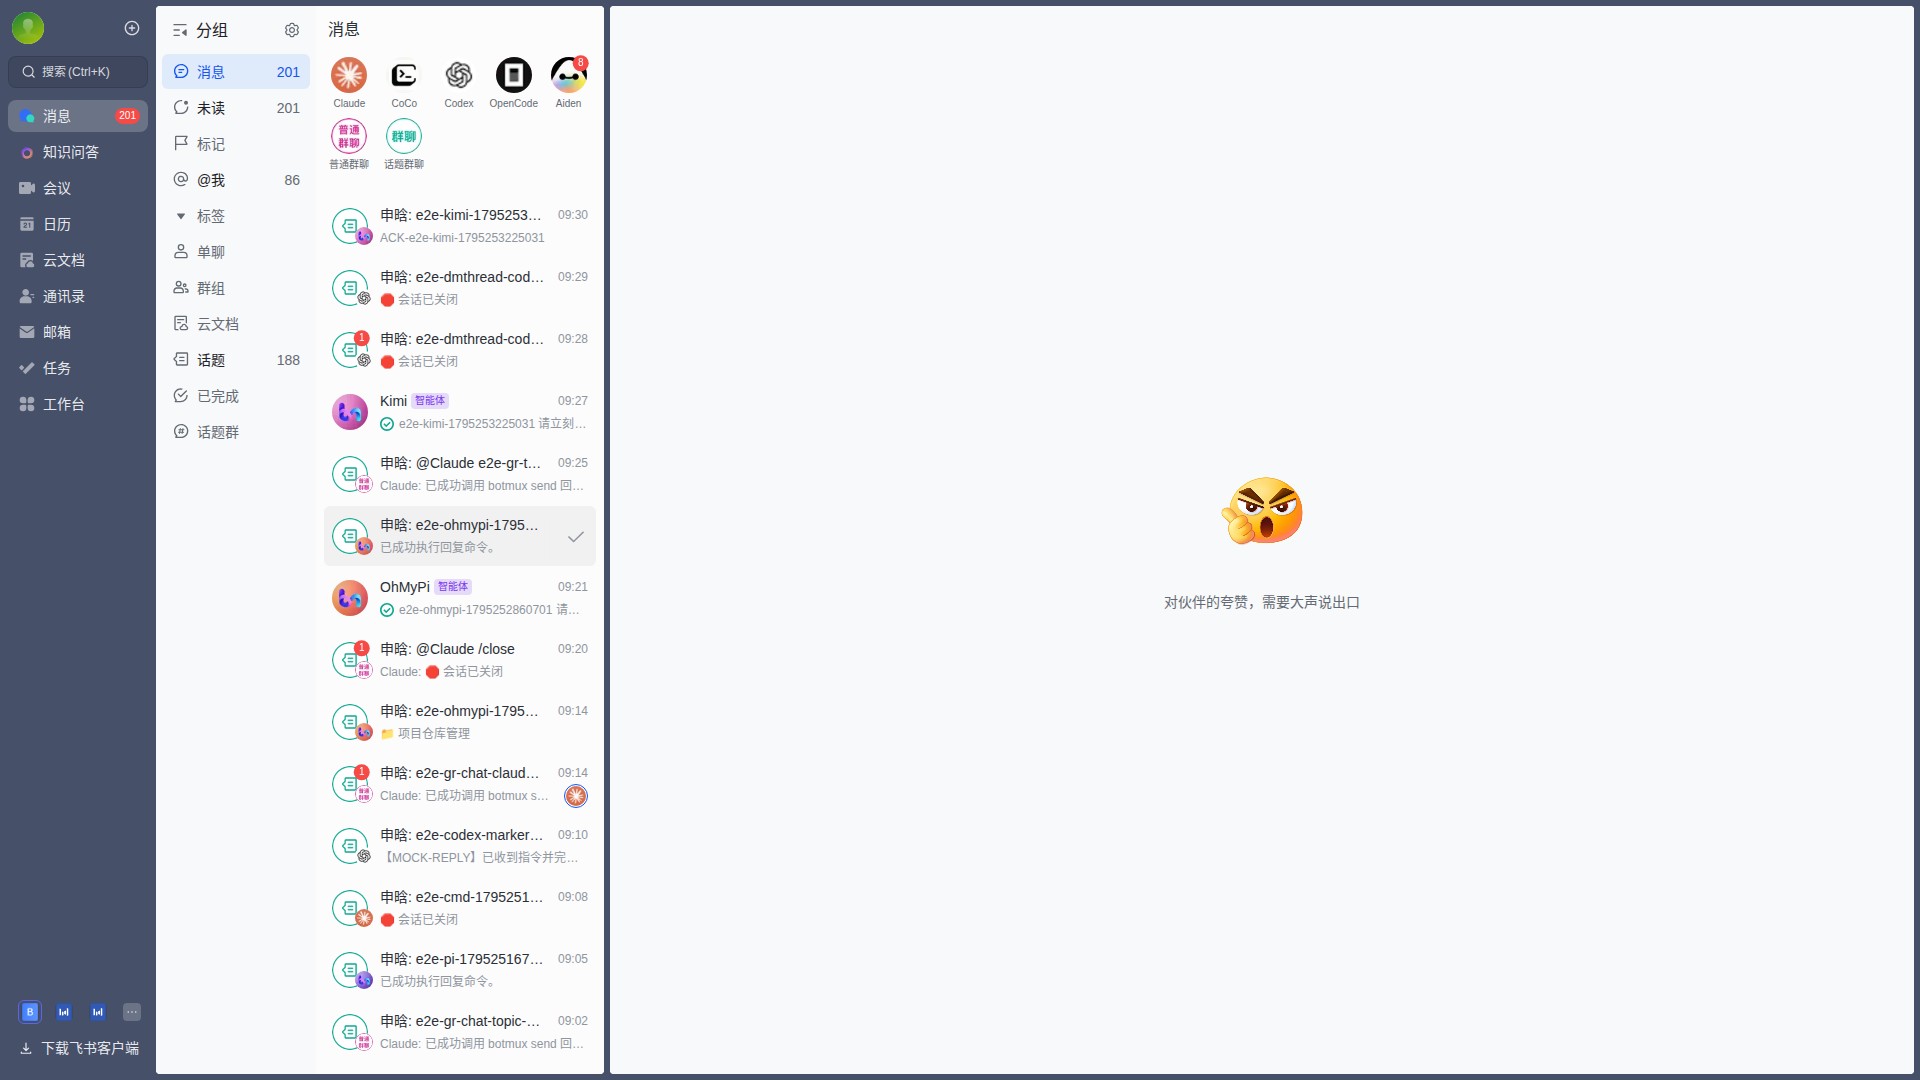 搜索 (Ctrl+K)
消息 201
知识问答
会议
日历
云文档
通讯录
邮箱
任务
工作台
下载飞书客户端
分组
消息 201
未读 201
标记
@我 86
标签
单聊
群组
云文档
话题 188
已完成
话题群
消息
8
Claude CoCo Codex OpenCode Aiden
普通群聊 群聊
普通群聊 话题群聊
申晗: e2e-kimi-1795253... 09:30
ACK-e2e-kimi-1795253225031
申晗: e2e-dmthread-cod... 09:29
会话已关闭
1 申晗: e2e-dmthread-cod... 09:28
会话已关闭
Kimi 智能体 09:27
e2e-kimi-1795253225031 请立刻...
申晗: @Claude e2e-gr-t... 09:25
Claude: 已成功调用 botmux send 回...
申晗: e2e-ohmypi-1795...
已成功执行回复命令。
OhMyPi 智能体 09:21
e2e-ohmypi-1795252860701 请...
1 申晗: @Claude /close 09:20
Claude: 会话已关闭
申晗: e2e-ohmypi-1795... 09:14
项目仓库管理
1 申晗: e2e-gr-chat-claud... 09:14
Claude: 已成功调用 botmux s...
申晗: e2e-codex-marker... 09:10
【MOCK-REPLY】已收到指令并完...
申晗: e2e-cmd-1795251... 09:08
会话已关闭
申晗: e2e-pi-179525167... 09:05
已成功执行回复命令。
申晗: e2e-gr-chat-topic-... 09:02
Claude: 已成功调用 botmux send 回...
对伙伴的夸赞，需要大声说出口